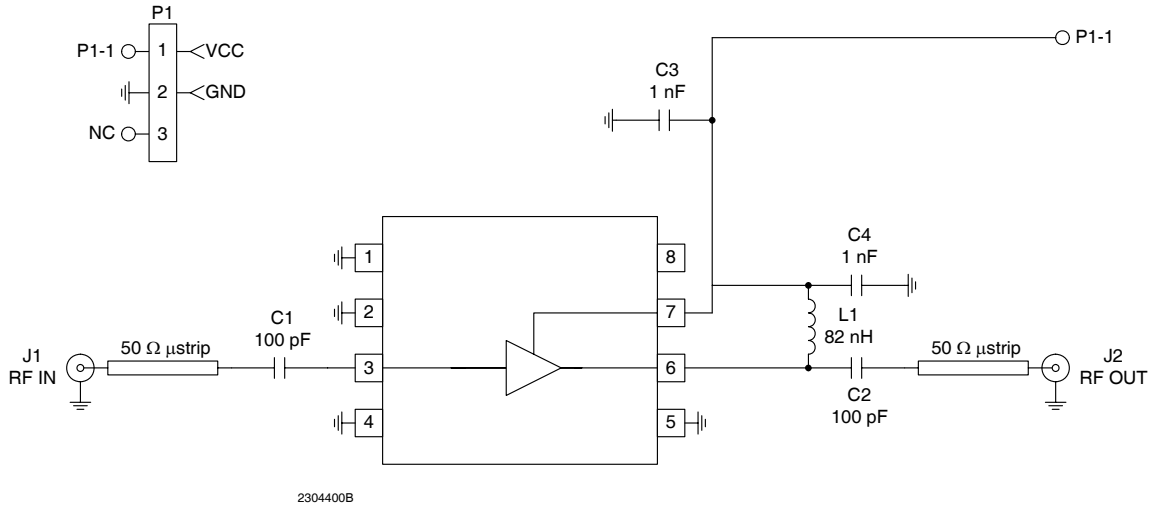 P1
P1-1
1
VCC
2
GND
NC
3
P1-1
C3
1 nF
1
8
C4
1 nF
2
7
C1
100 pF
L1
82 nH
J1
RF IN
50 Ω µstrip
3
6
50 Ω µstrip
J2
RF OUT
C2
100 pF
4
5
2304400B